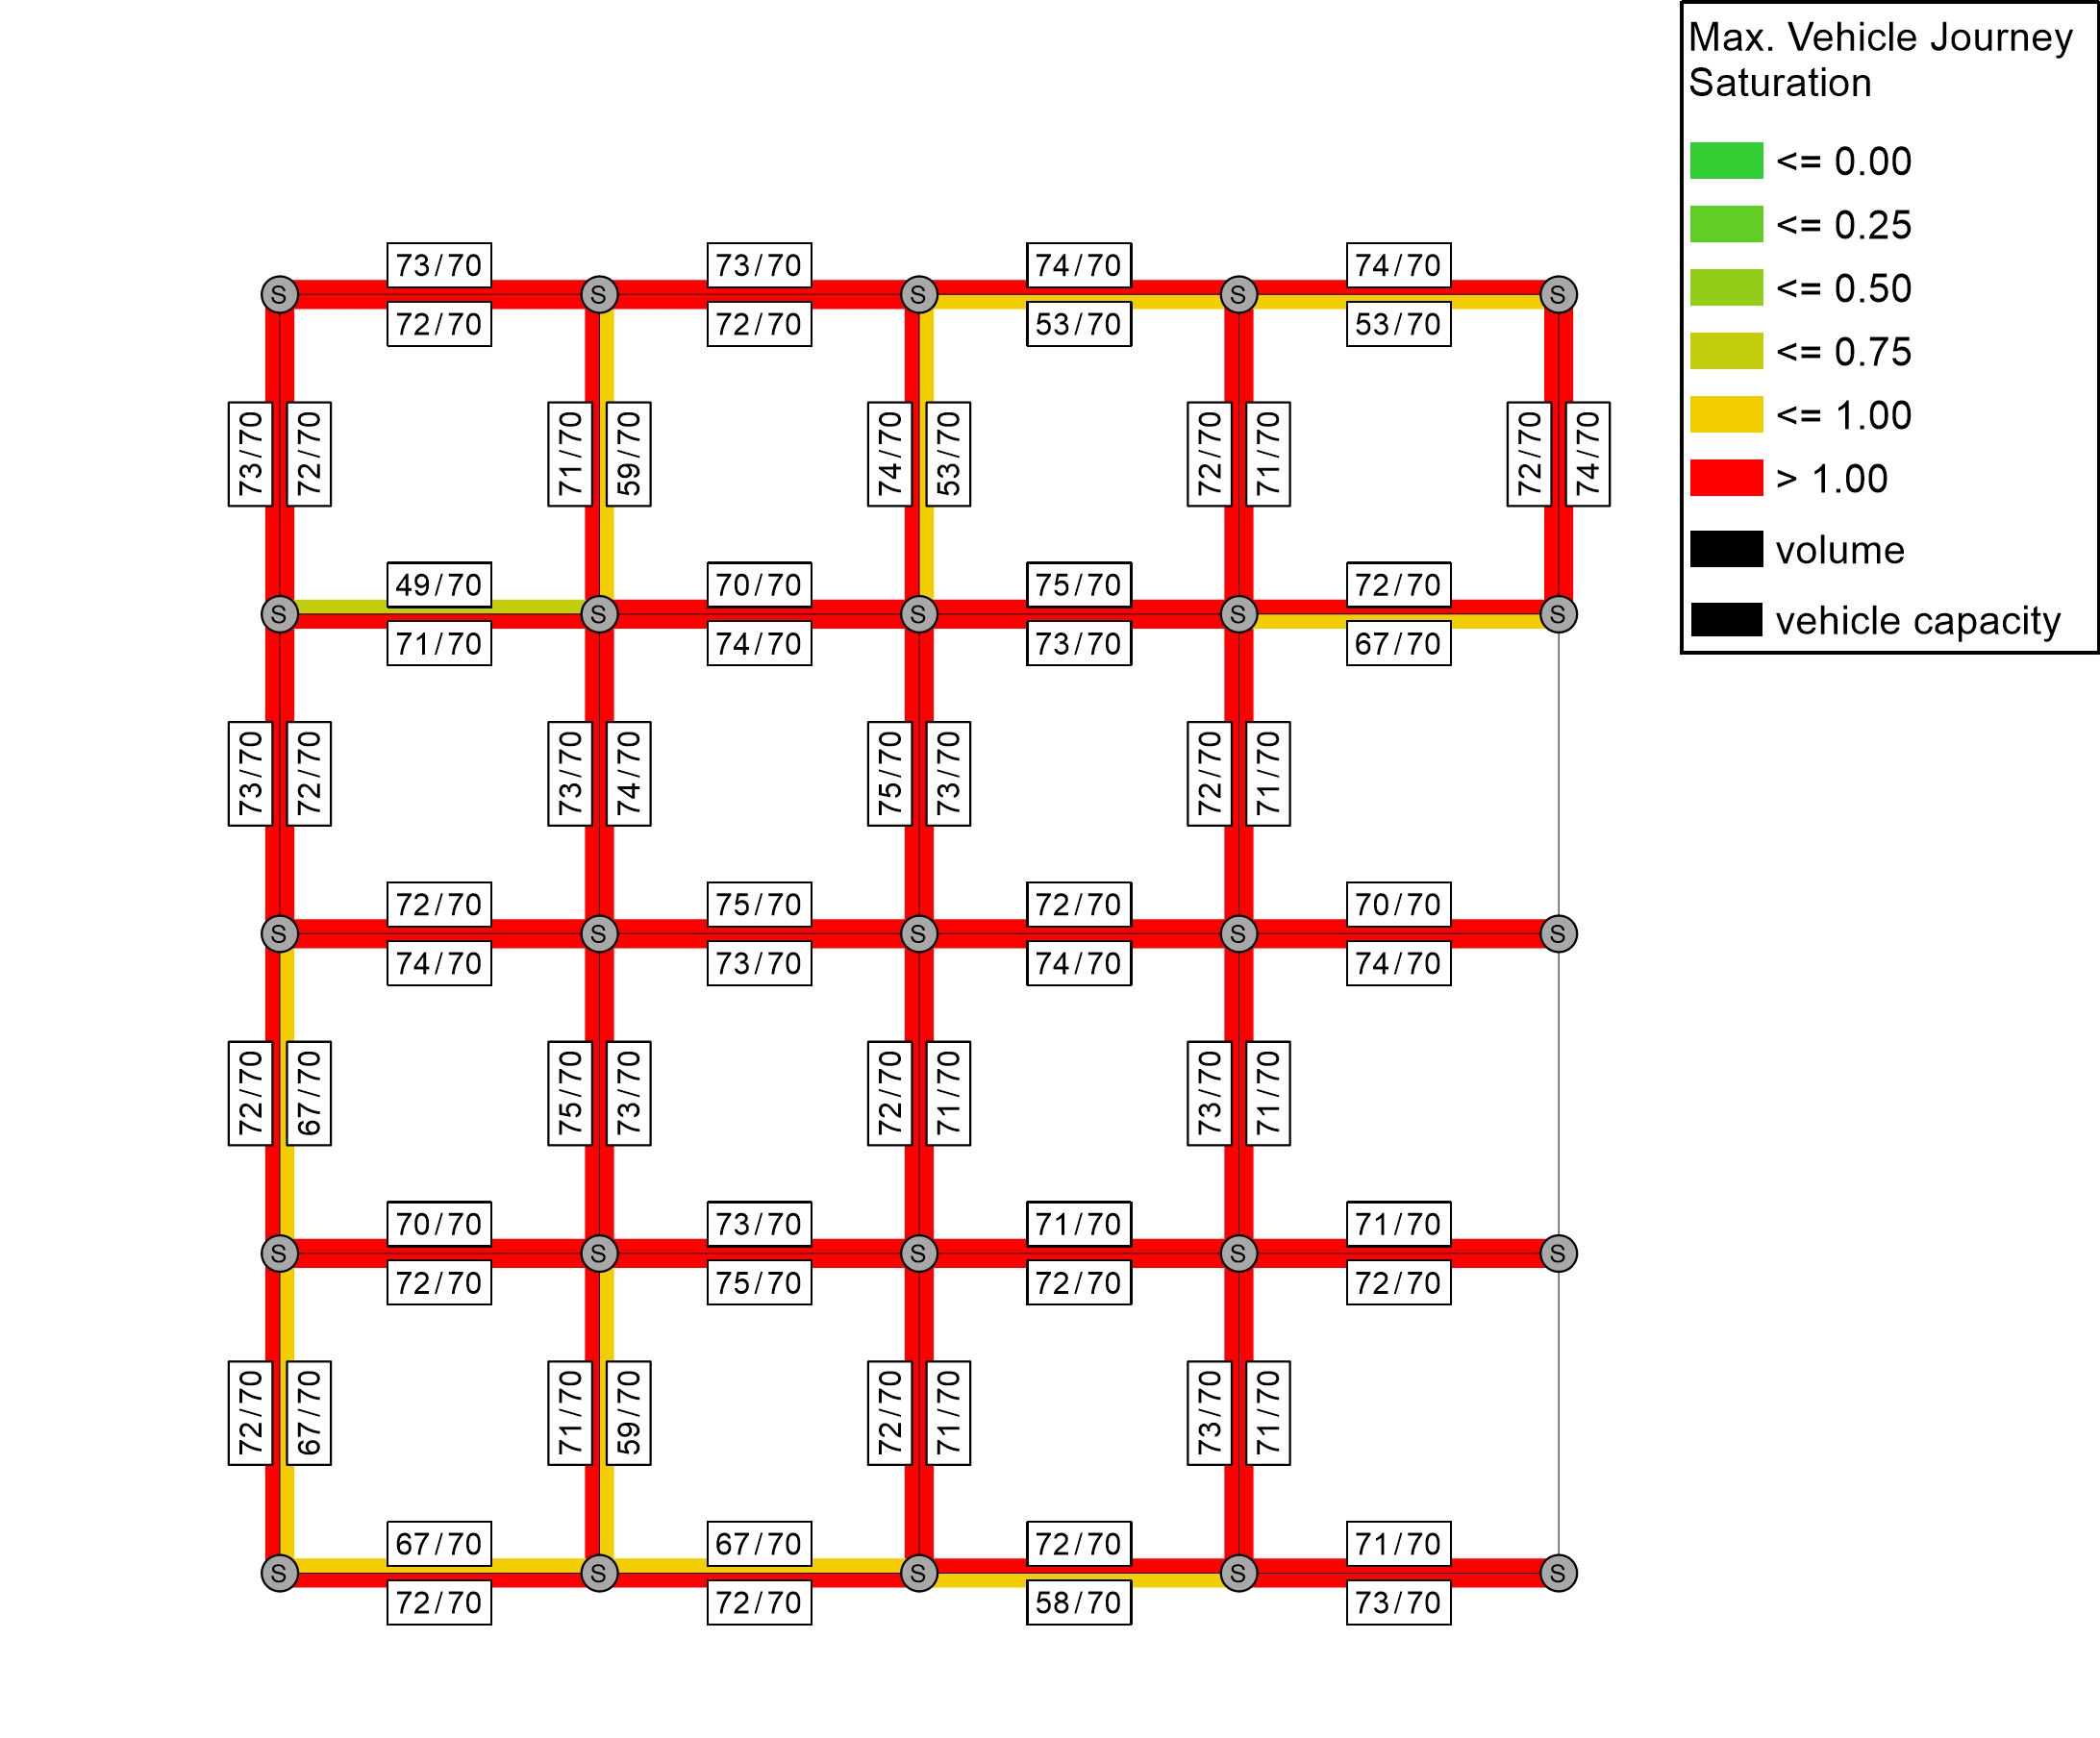 Max. Vehicle Journey
Saturation
<= 0.00
<= 0.25
<= 0.50
<= 0.75
<= 1.00
> 1.00
volume
vehicle capacity
73/70 73/70 74/70 74/70
S S S S S
72/70 72/70 53/70 53/70
73/70 72/70 71/70 59/70 74/70 53/70 72/70 71/70 72/70 74/70
49/70 70/70 75/70 72/70
S S S S S
71/70 74/70 73/70 67/70
73/70 72/70 73/70 74/70 75/70 73/70 72/70 71/70
72/70 75/70 72/70 70/70
S S S S S
74/70 73/70 74/70 74/70
72/70 67/70 75/70 73/70 72/70 71/70 73/70 71/70
70/70 73/70 71/70 71/70
S S S S S
72/70 75/70 72/70 72/70
72/70 67/70 71/70 59/70 72/70 71/70 73/70 71/70
67/70 67/70 72/70 71/70
S S S S S
72/70 72/70 58/70 73/70